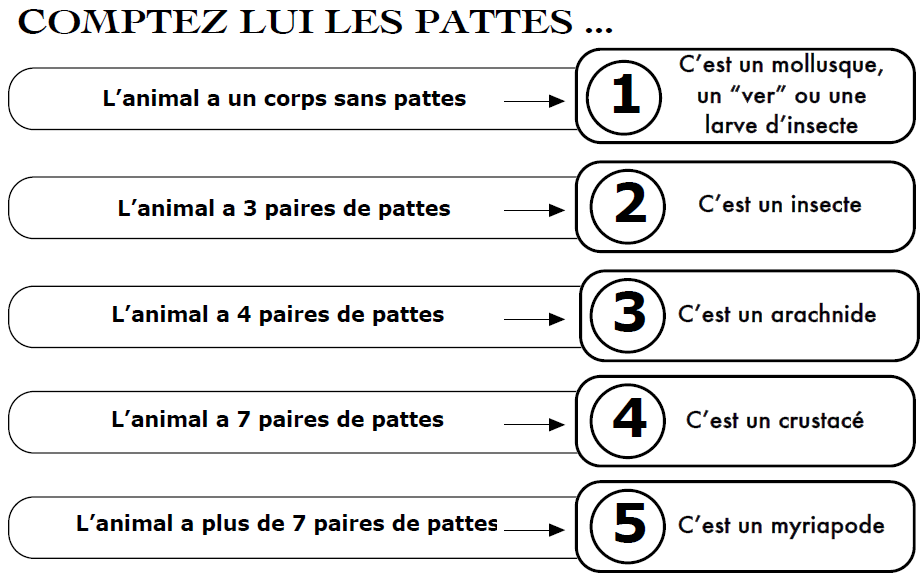 COMPTEZ LUI LES PATTES ...
L’animal a un corps sans pattes
1
C’est un mollusque,
un “ver” ou une
larve d’insecte
L’animal a 3 paires de pattes
2
C’est un insecte
L’animal a 4 paires de pattes
3
C’est un arachnide
L’animal a 7 paires de pattes
4
C’est un crustacé
L’animal a plus de 7 paires de pattes
5
C’est un myriapode